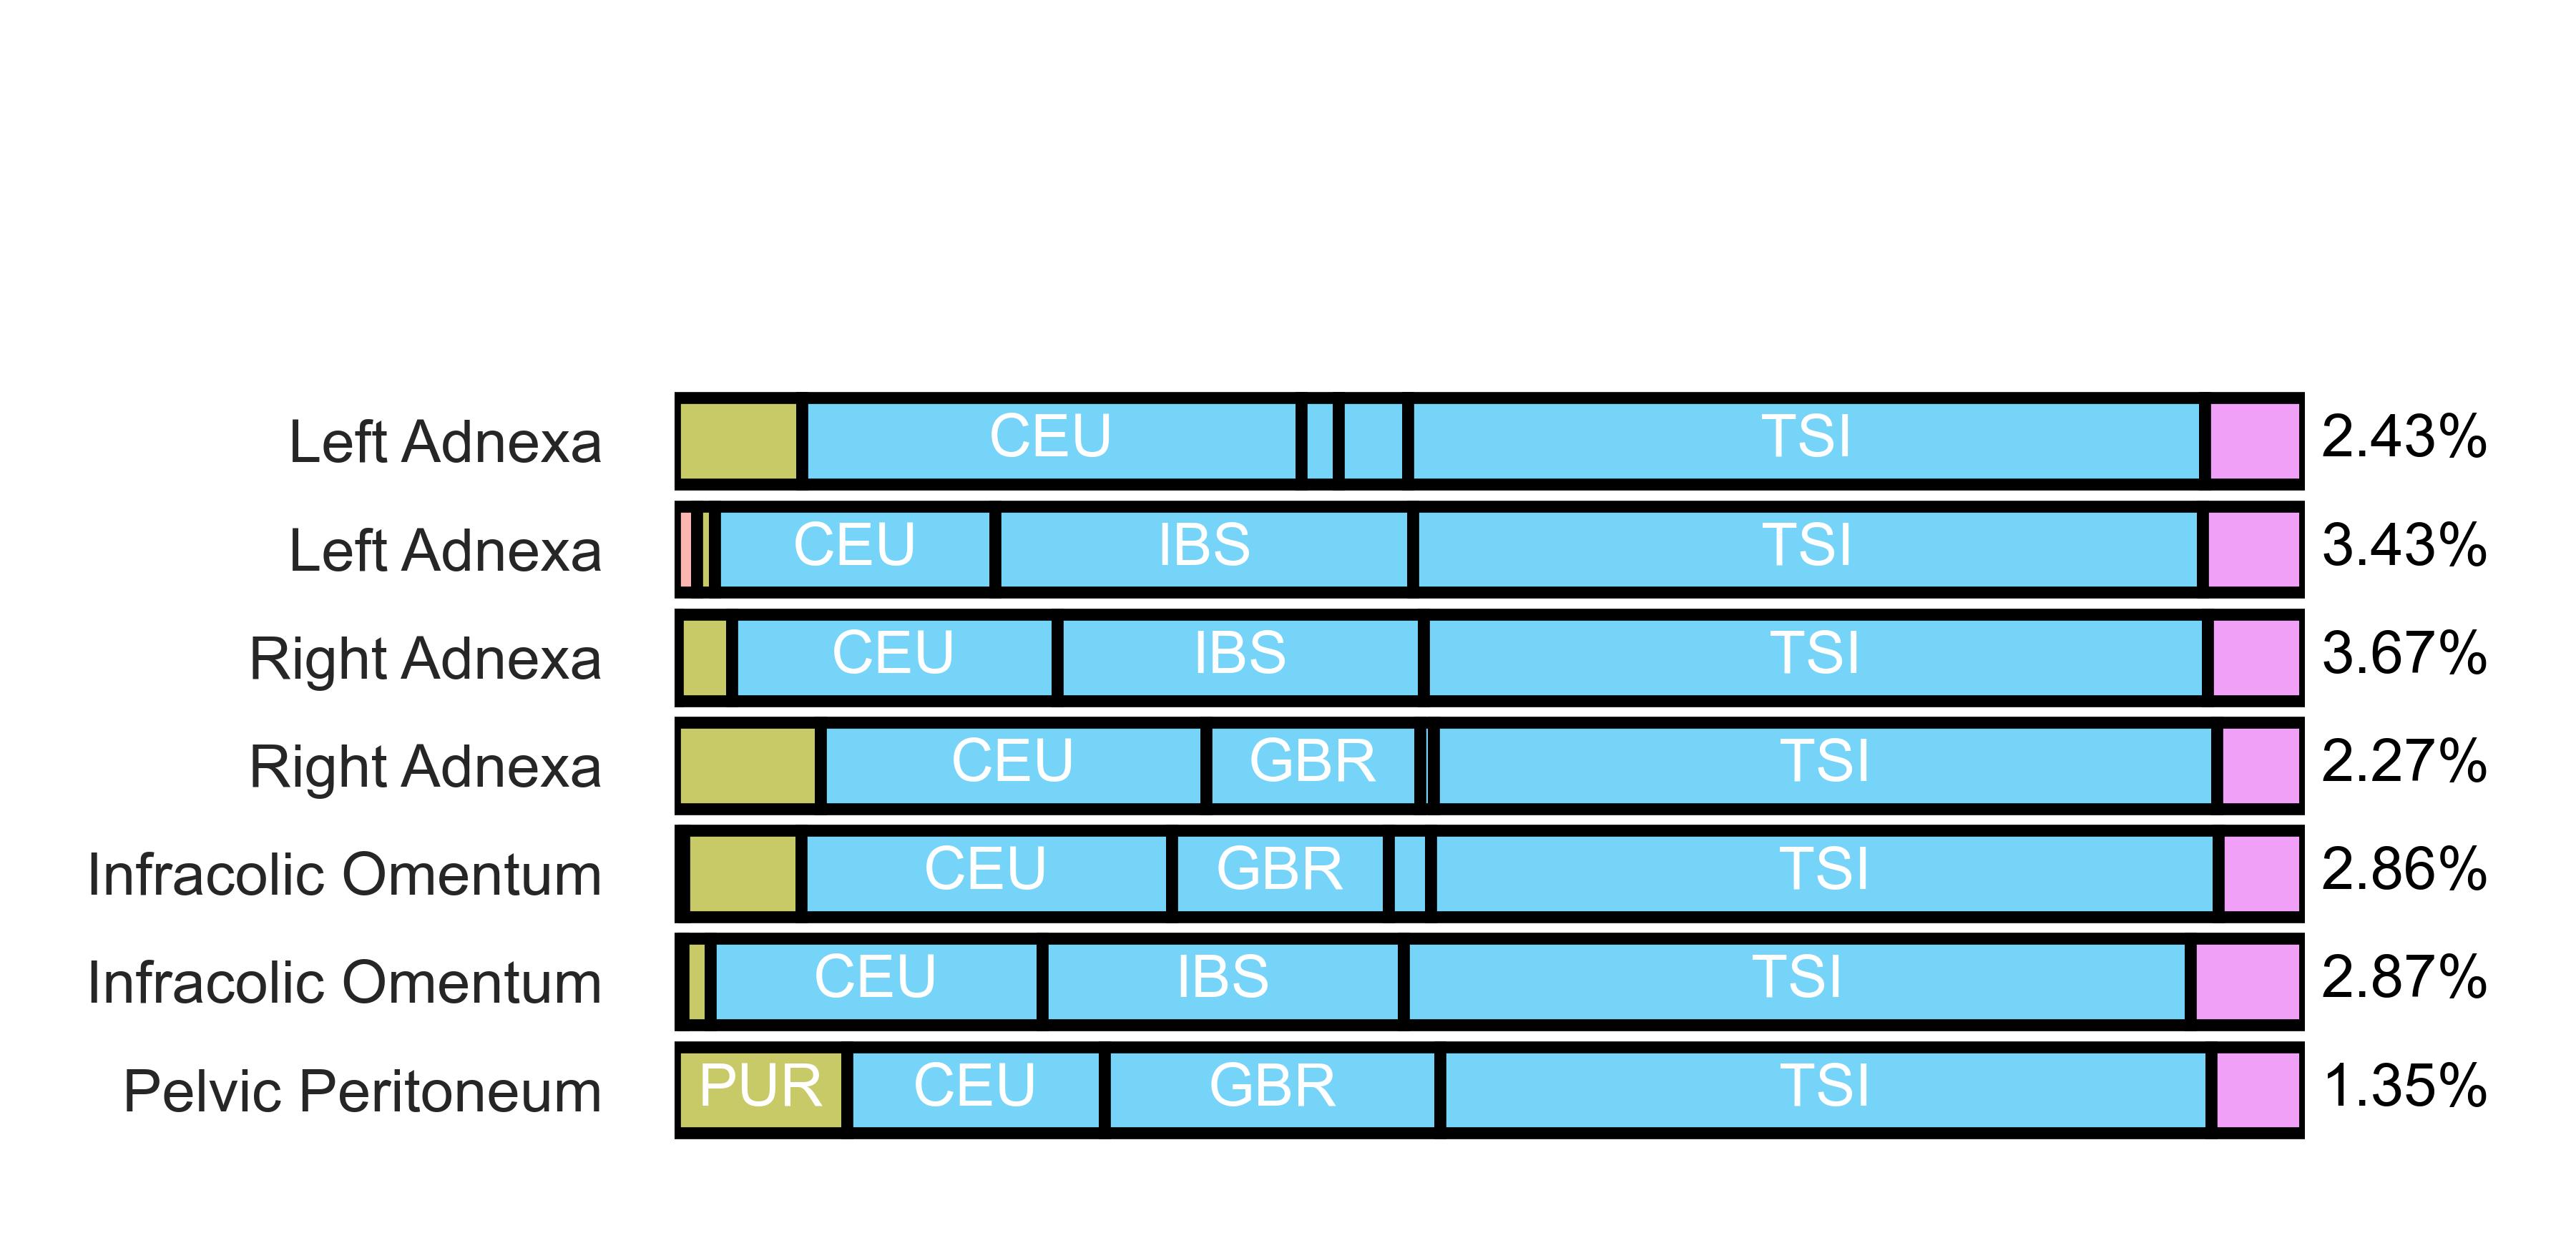 Left Adnexa CEU TSI 2.43%
Left Adnexa CEU IBS TSI 3.43%
Right Adnexa CEU IBS TSI 3.67%
Right Adnexa CEU GBR TSI 2.27%
Infracolic Omentum CEU GBR TSI 2.86%
Infracolic Omentum CEU IBS TSI 2.87%
Pelvic Peritoneum PUR CEU GBR TSI 1.35%